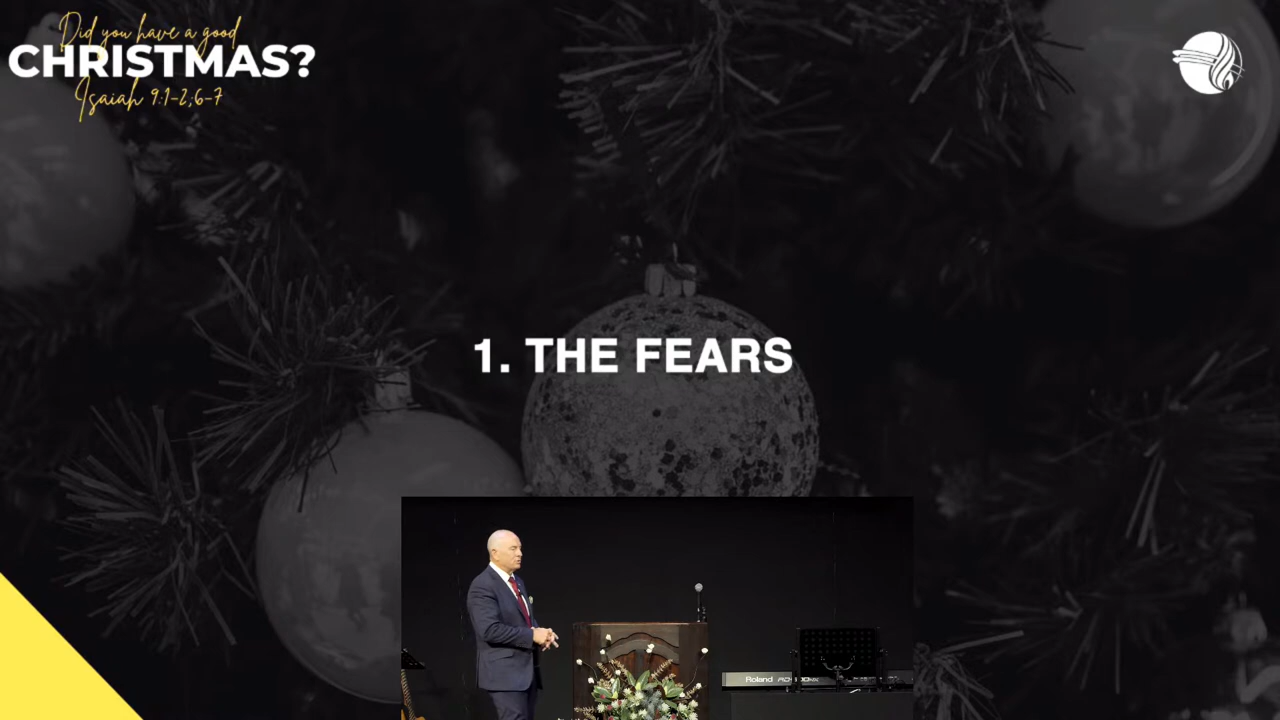 Did you have a good
CHRISTMAS?
Isaiah 9:1-2;6-7
1. THE FEARS
Roland